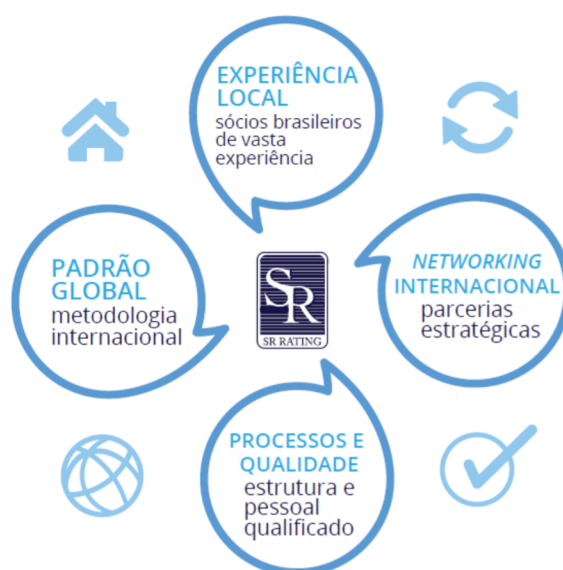 EXPERIÊNCIA
LOCAL
sócios brasileiros
de vasta
experiência
PADRÃO
GLOBAL
metodologia
internacional
SR
SR RATING
NETWORKING
INTERNACIONAL
parcerias
estratégicas
PROCESSOS E
QUALIDADE
estrutura e
pessoal
qualificado